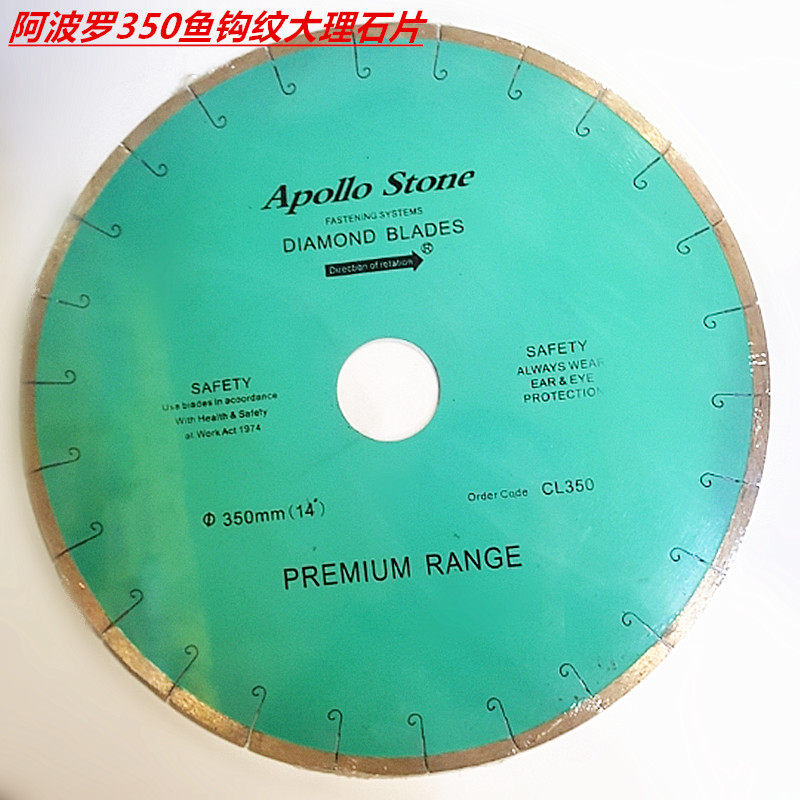 阿波罗350鱼钩纹大理石片
Apollo Stone
FASTENING SYSTEMS
DIAMOND BLADES
®
Direction of rotation
SAFETY
Use blades in accordance
With Health & Safety
at Work Act 1974
SAFETY
ALWAYS WEAR
EAR & EYE
PROTECTION
Φ 350mm (14")
Order Code CL350
PREMIUM RANGE